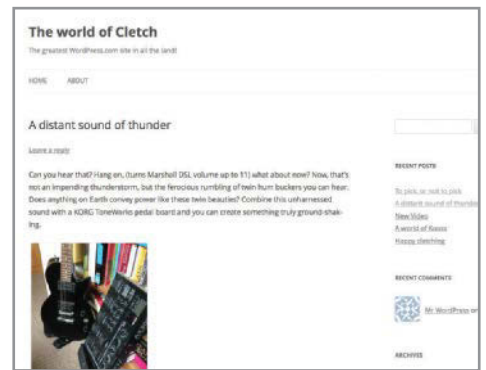 The world of Cletch
The greatest WordPress.com site in all the land!
HOME ABOUT
A distant sound of thunder
Leave a reply
Can you hear that? Hang on, (turns Marshall DSL volume up to 11) what about now? Now, that's
not an impending thunderstorm, but the ferocious rumbling of twin hum buckers you can hear.
Does anything on Earth convey power like these twin beauties? Combine this unharnessed
sound with a KORG ToneWorks pedal board and you can create something truly ground-shak-
ing.
RECENT POSTS
To pick or not to pick
A distant sound of thunder
New Video
A world of
Happy cletching
RECENT COMMENTS
Mr WordPress on
ARCHIVES